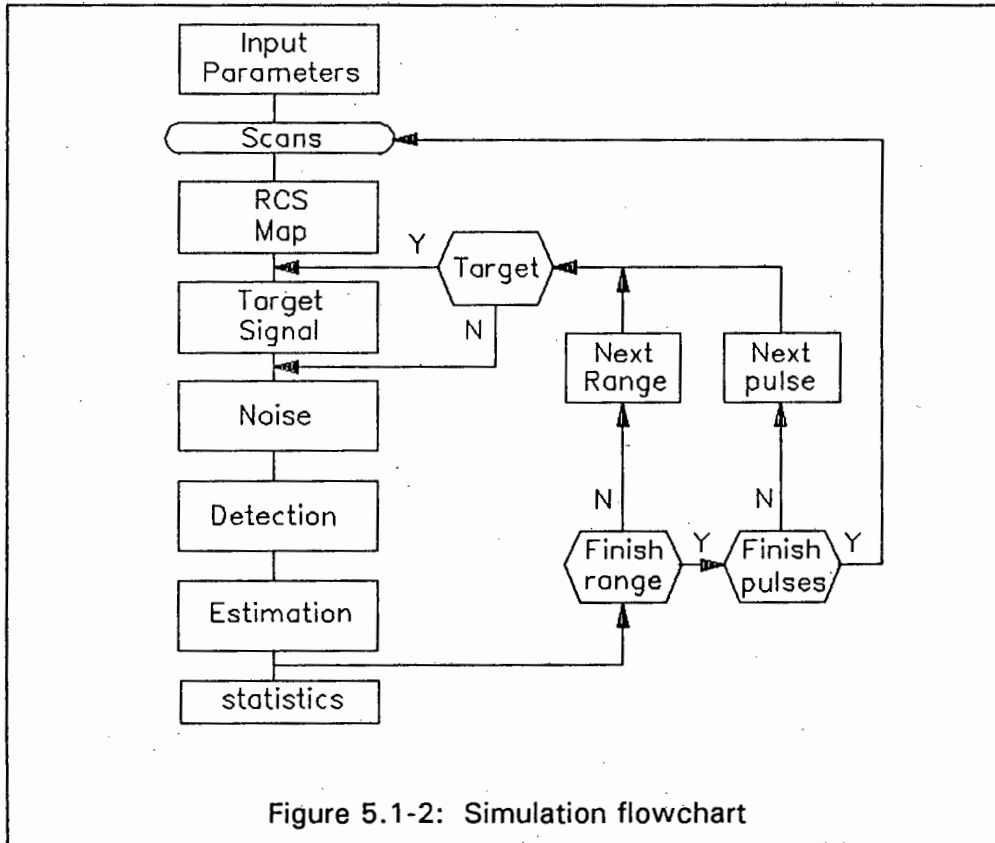 Input
Parameters
Scans
RCS
Map
Y
Target
Target
Signal
N
Next
Range
Next
pulse
Noise
N
N
Detection
Finish
range
Y
Finish
pulses
Y
Estimation
statistics
Figure 5.1-2: Simulation flowchart